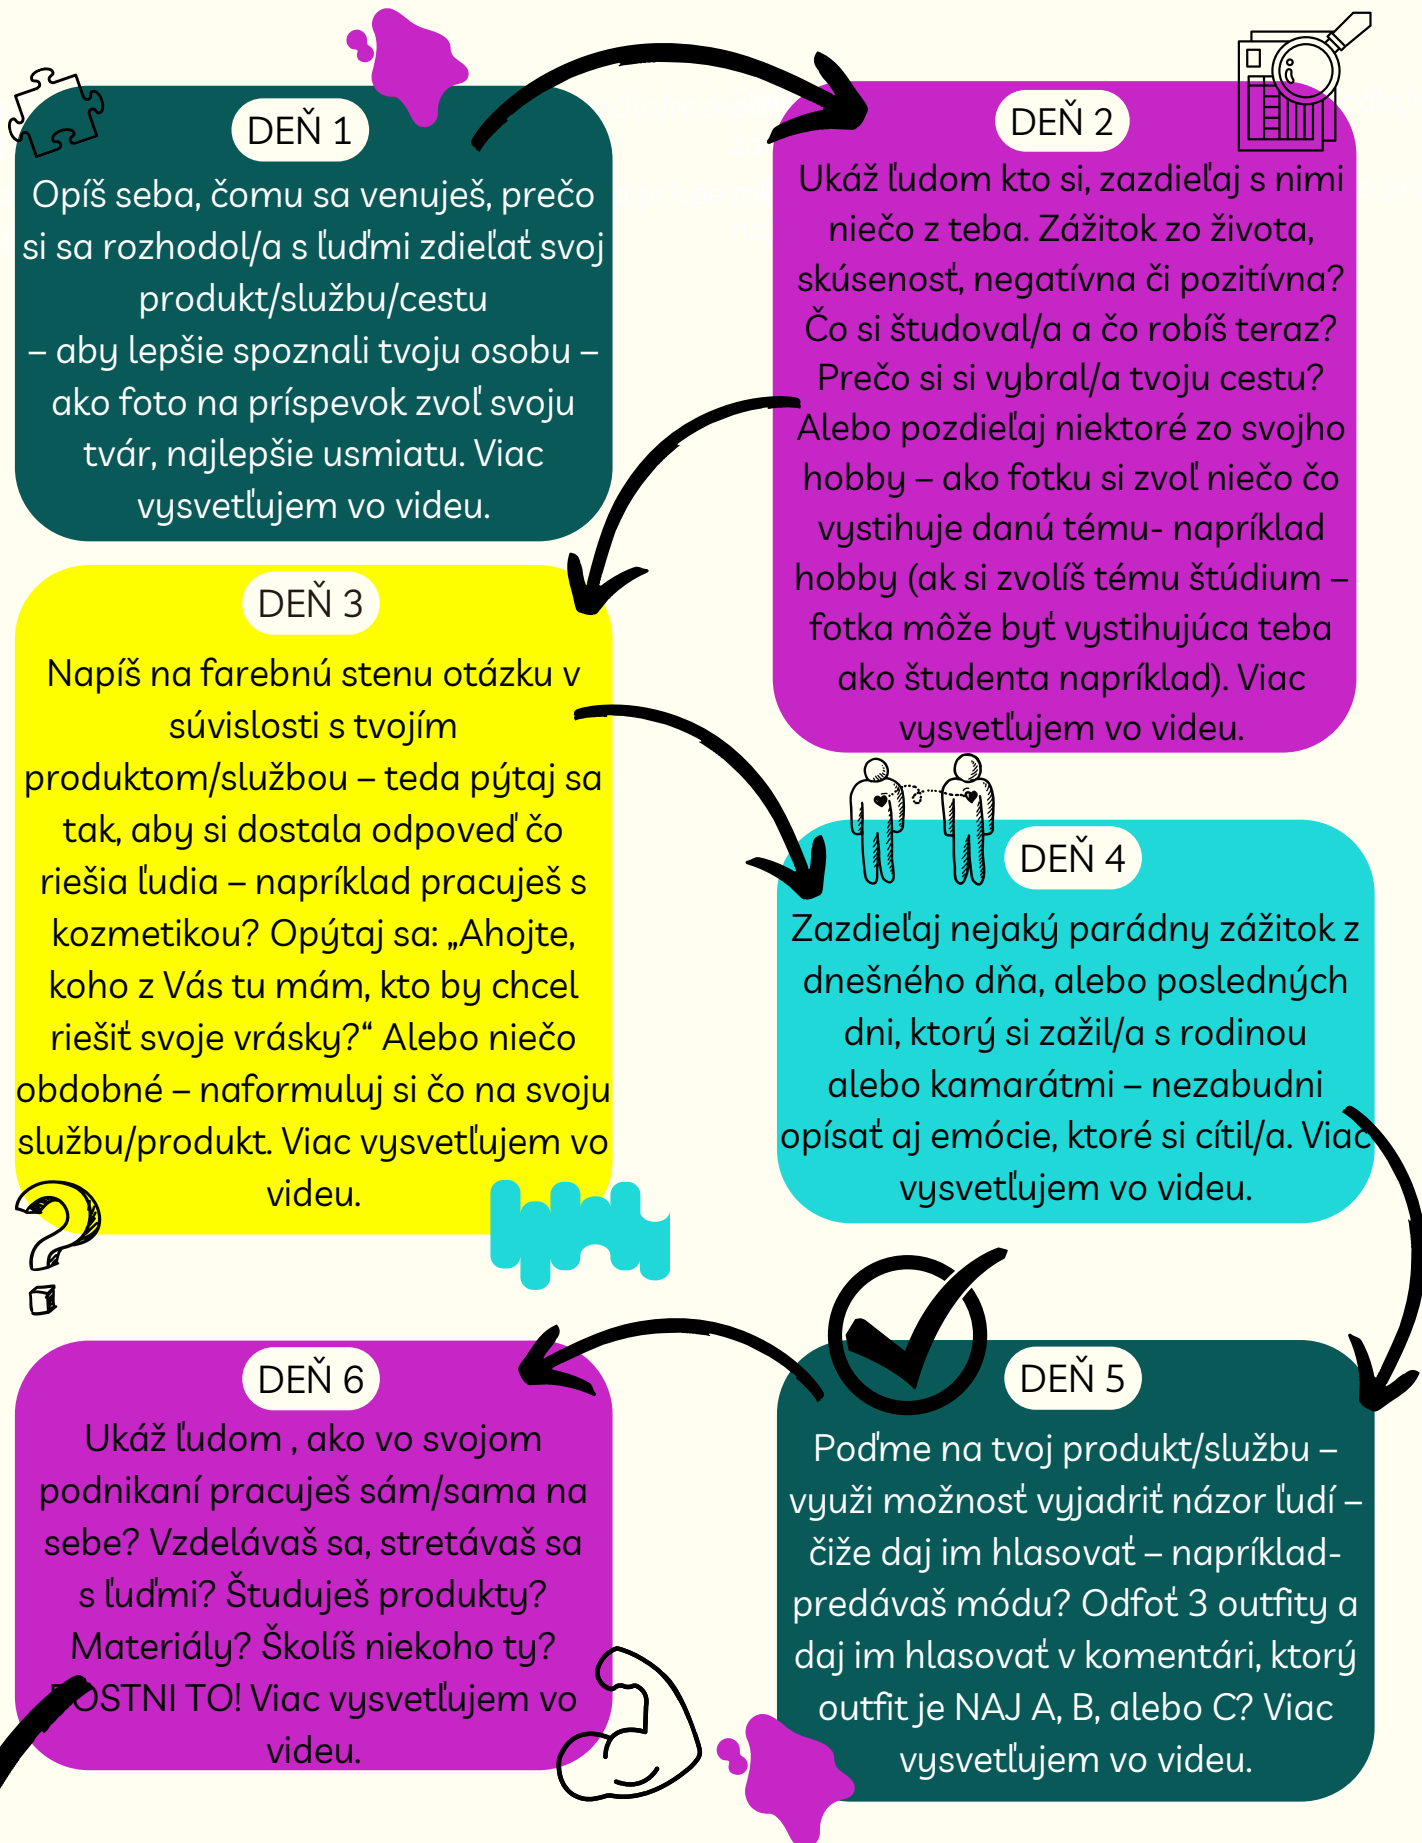 DEŇ 1
Opíš seba, čomu sa venuješ, prečo
si sa rozhodol/a s ľuďmi zdieľať svoj
produkt/službu/cestu
– aby lepšie spoznali tvoju osobu –
ako foto na príspevok zvoľ svoju
tvár, najlepšie usmiatu. Viac
vysvetľujem vo videu.
DEŇ 2
Ukáž ľudom kto si, zazdieľaj s nimi
niečo z teba. Zážitok zo života,
skúsenosť, negatívna či pozitívna?
Čo si študoval/a a čo robíš teraz?
Prečo si si vybral/a tvoju cestu?
Alebo pozdieľaj niektoré zo svojho
hobby – ako fotku si zvoľ niečo čo
vystihuje danú tému- napríklad
hobby (ak si zvolíš tému štúdium –
fotka môže byť vystihujúca teba
ako študenta napríklad). Viac
vysvetľujem vo videu.
DEŇ 3
Napíš na farebnú stenu otázku v
súvislosti s tvojím
produktom/službou – teda pýtaj sa
tak, aby si dostala odpoveď čo
riešia ľudia – napríklad pracuješ s
kozmetikou? Opýtaj sa: „Ahojte,
koho z Vás tu mám, kto by chcel
riešiť svoje vrásky?“ Alebo niečo
obdobné – naformuluj si čo na svoju
službu/produkt. Viac vysvetľujem vo
videu.
DEŇ 4
Zazdieľaj nejaký parádny zážitok z
dnešného dňa, alebo posledných
dni, ktorý si zažil/a s rodinou
alebo kamarátmi – nezabudni
opísať aj emócie, ktoré si cítil/a. Viac
vysvetľujem vo videu.
DEŇ 5
Poďme na tvoj produkt/službu –
využi možnosť vyjadriť názor ľudí –
čiže daj im hlasovať – napríklad-
predávaš módu? Odfoť 3 outfity a
daj im hlasovať v komentári, ktorý
outfit je NAJ A, B, alebo C? Viac
vysvetľujem vo videu.
DEŇ 6
Ukáž ľudom , ako vo svojom
podnikaní pracuješ sám/sama na
sebe? Vzdelávaš sa, stretávaš sa
s ľuďmi? Študuješ produkty?
Materiály? Školíš niekoho ty?
TO! Viac vysvetľujem vo
videu.